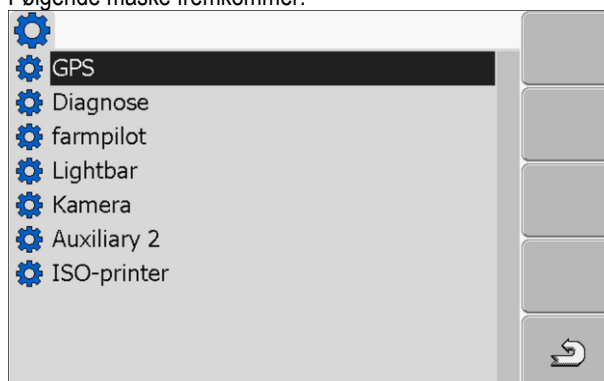 Følgende maske fremkommer:
GPS
Diagnose
farmpilot
Lightbar
Kamera
Auxiliary 2
ISO-printer